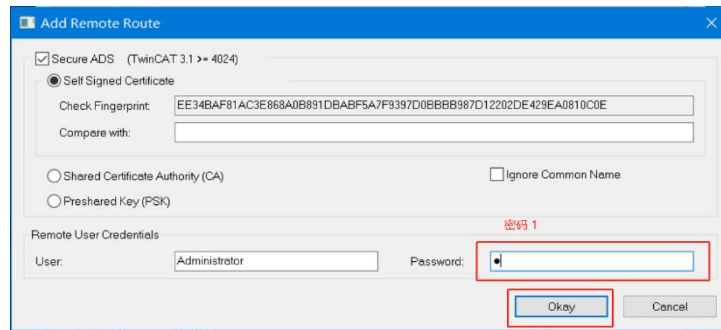 Add Remote Route
Secure ADS (TwinCAT 3.1 >= 4024)
Self Signed Certificate
Check Fingerprint: EE34BAF81AC3E868A0B891DBABF5A7F9397D0BBBB987D12202DE429EA0810C0E
Compare with:
Shared Certificate Authority (CA)
Ignore Common Name
Preshared Key (PSK)
密码 1
Remote User Credentials
User: Administrator Password:
Okay Cancel